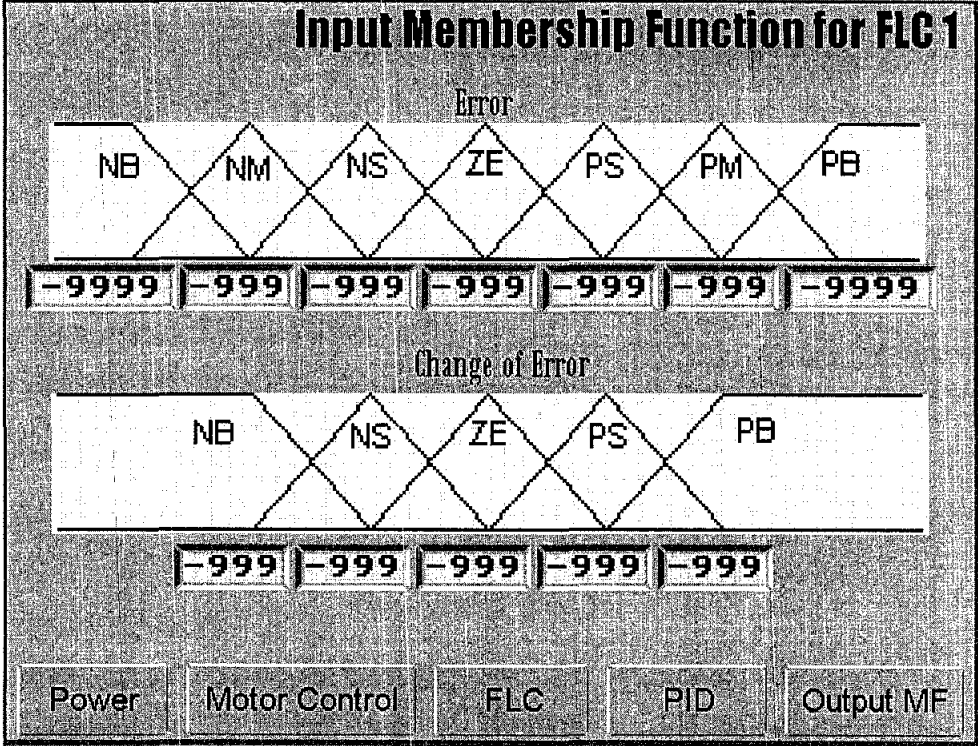 Input Membership Function for FLC 1
Error
NB NM NS ZE PS PM PB
-9999 -999 -999 -999 -999 -999 -9999
Change of Error
NB NS ZE PS PB
-999 -999 -999 -999 -999
Power Motor Control FLC PID Output MF